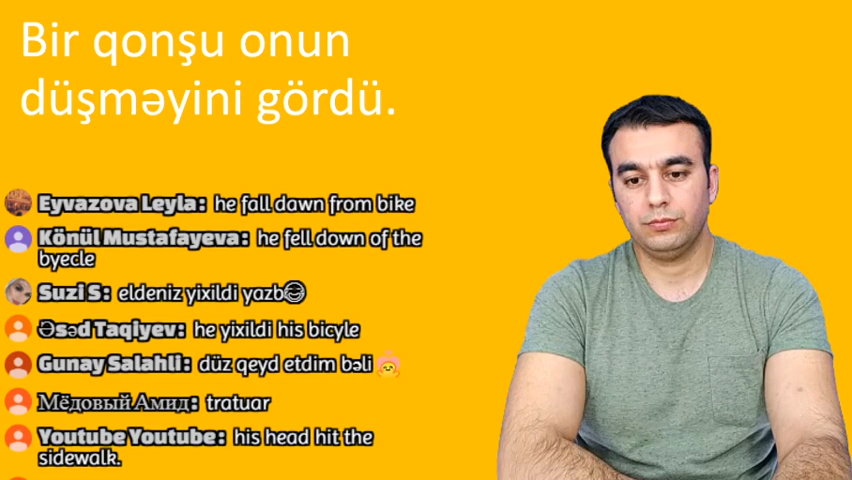 Bir qonşu onun
düşməyini gördü.
Eyvazova Leyla: he fall dawn from bike
Könül Mustafayeva: he fell down of the
byecle
Suzi S: eldeniz yixildi yazb😂
Əsəd Taqiyev: he yixildi his bicyle
Gunay Salahli: düz qeyd etdim bəli 🤗
Мёдовый Амид: tratuar
Youtube Youtube: his head hit the
sidewalk.